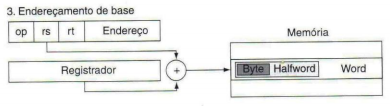 3. Endereçamento de base
op rs rt Endereço
Memória
Registrador
+
Byte Halfword Word